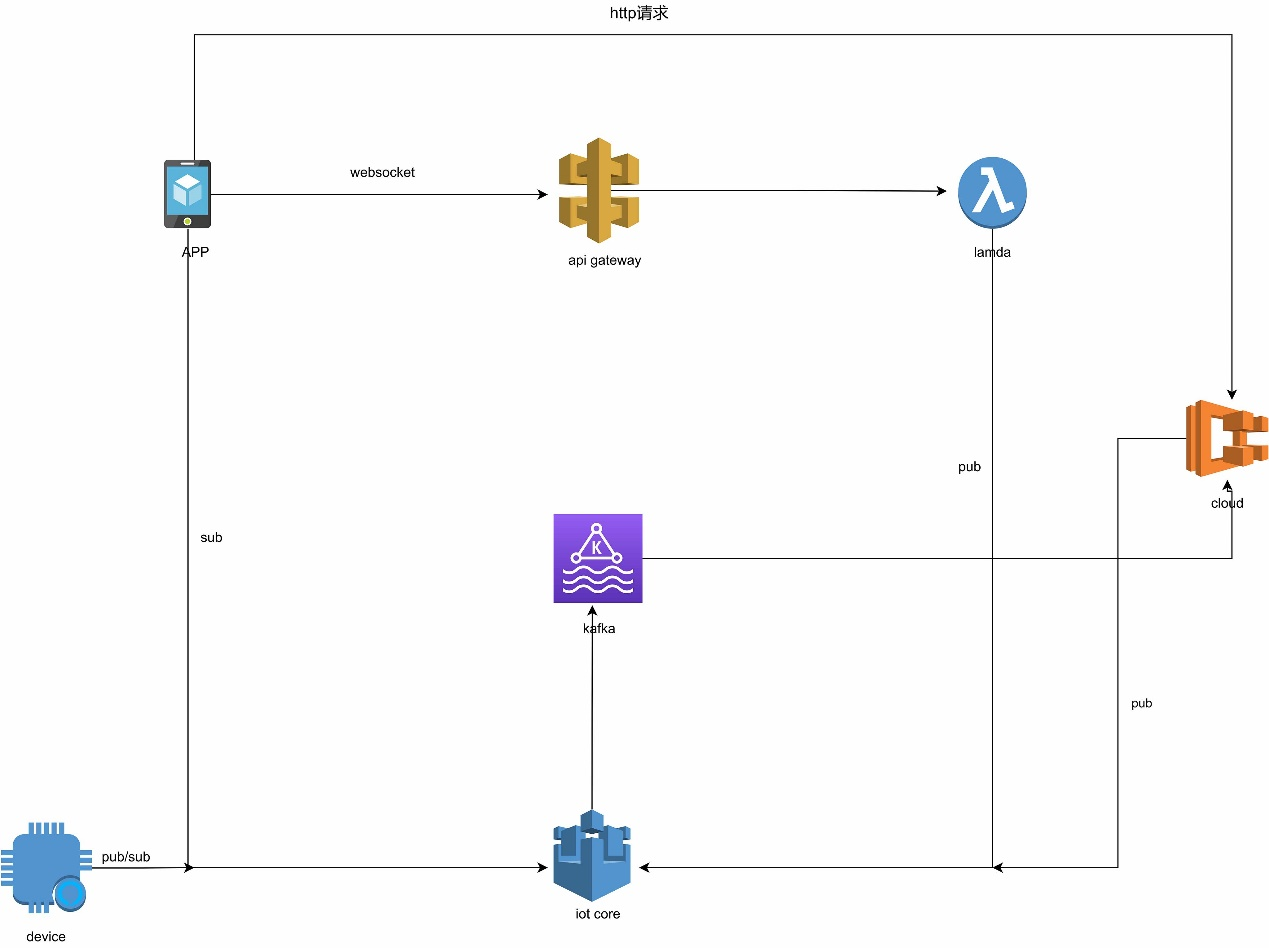 http请求
websocket
APP
api gateway
lamda
pub
cloud
sub
K
kafka
pub
pub/sub
iot core
device